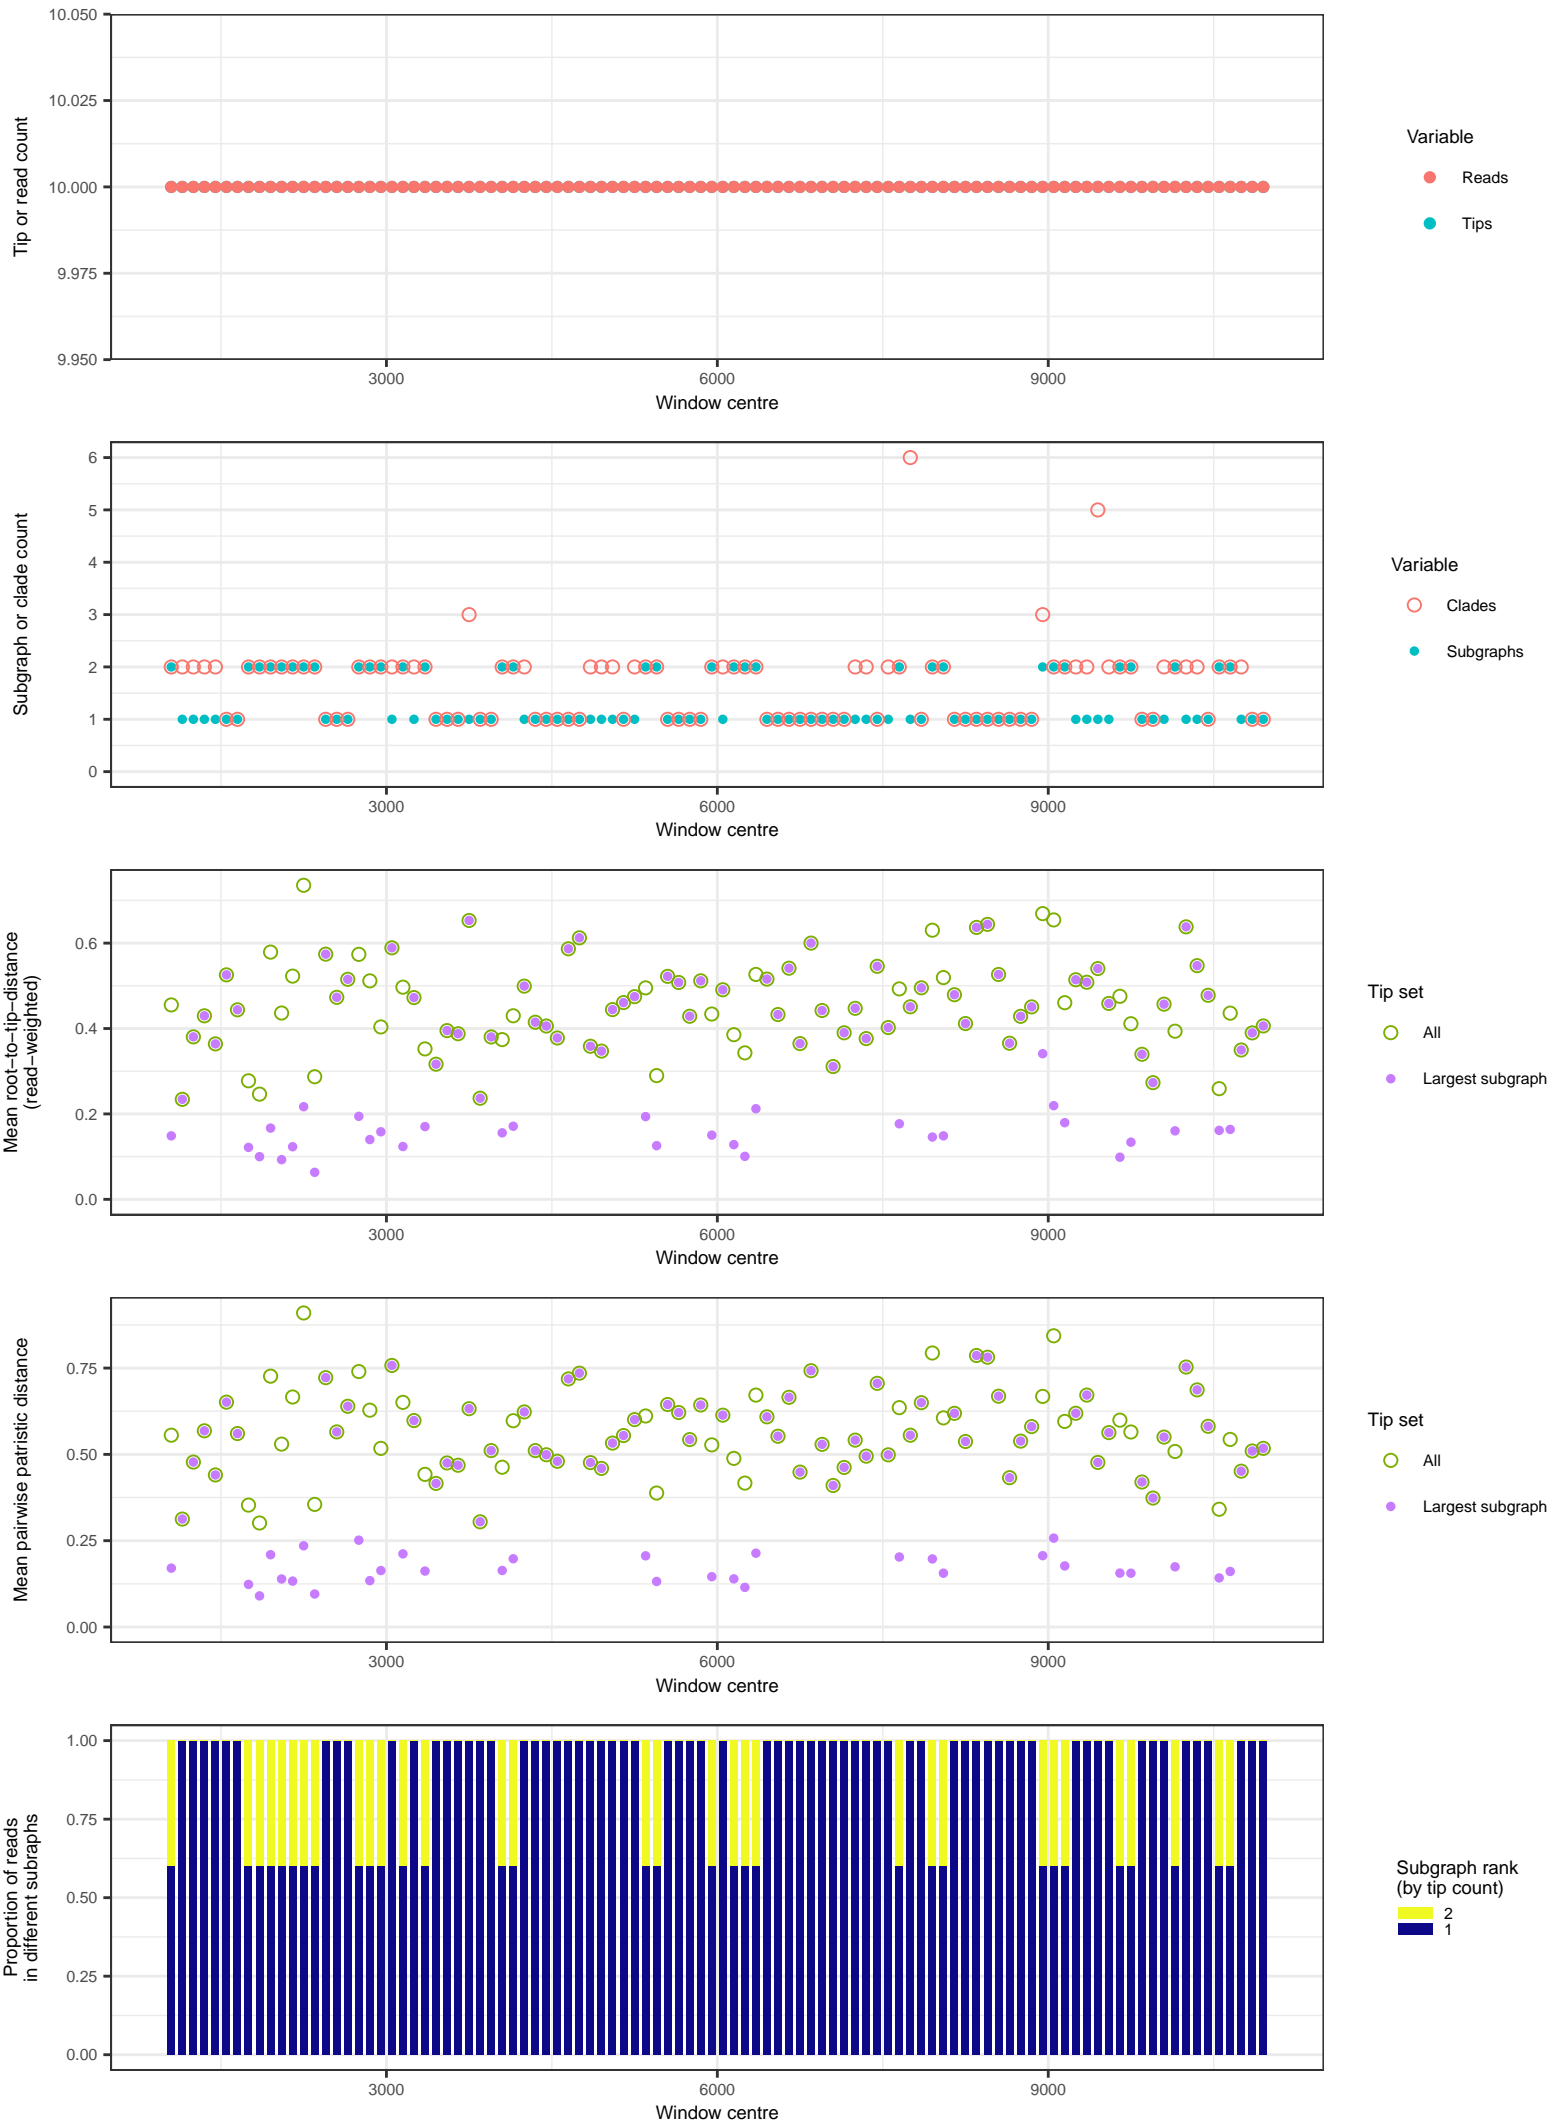 10.050
10.025
10.000
9.975
9.950
Tip or read count
3000 6000 9000
Window centre
Variable
Reads
Tips
6
5
4
3
2
1
0
Subgraph or clade count
3000 6000 9000
Window centre
Variable
Clades
Subgraphs
0.6
0.4
0.2
0.0
Mean root−to−tip−distance
(read−weighted)
3000 6000 9000
Window centre
Tip set
All
Largest subgraph
0.75
0.50
0.25
0.00
Mean pairwise patristic distance
3000 6000 9000
Window centre
Tip set
All
Largest subgraph
1.00
0.75
0.50
0.25
0.00
Proportion of reads
in different subraphs
3000 6000 9000
Window centre
Subgraph rank
(by tip count)
2
1